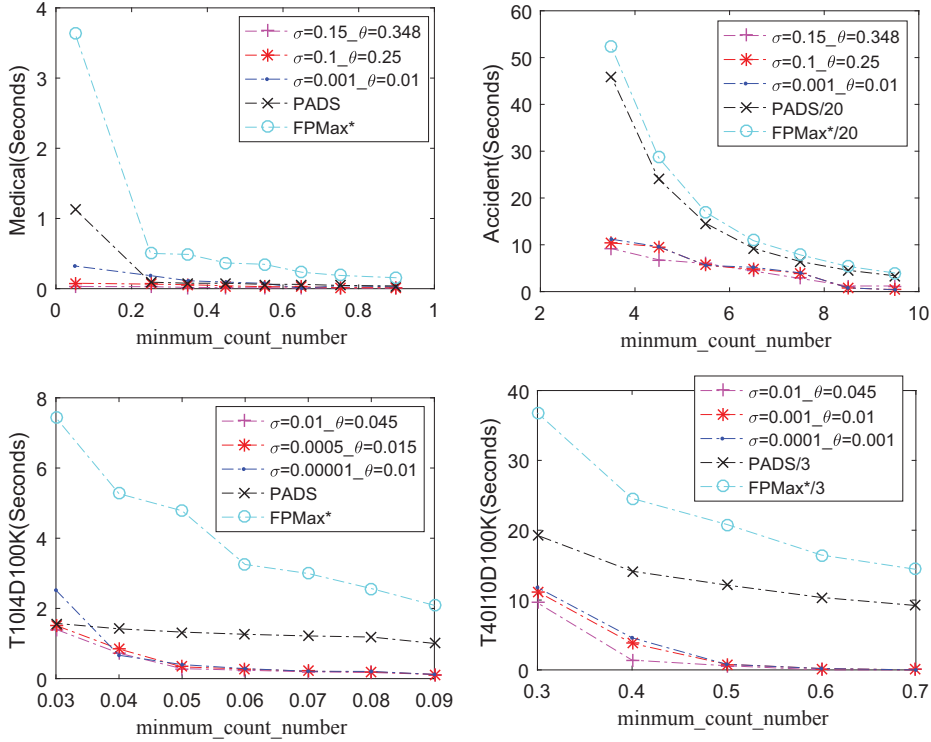 Medical(Seconds)
4
3
2
1
0
0
0.2
0.4
0.6
0.8
1
minmum_count_number
σ=0.15_θ=0.348
σ=0.1_θ=0.25
σ=0.001_θ=0.01
PADS
FPMax*
Accident(Seconds)
60
50
40
30
20
10
0
2
4
6
8
10
minmum_count_number
σ=0.15_θ=0.348
σ=0.1_θ=0.25
σ=0.001_θ=0.01
PADS/20
FPMax*/20
T10I4D100K(Seconds)
8
6
4
2
0
0.03
0.04
0.05
0.06
0.07
0.08
0.09
minmum_count_number
σ=0.01_θ=0.045
σ=0.0005_θ=0.015
σ=0.00001_θ=0.01
PADS
FPMax*
T40I10D100K(Seconds)
40
30
20
10
0
0.3
0.4
0.5
0.6
0.7
minmum_count_number
σ=0.01_θ=0.045
σ=0.001_θ=0.01
σ=0.0001_θ=0.001
PADS/3
FPMax*/3